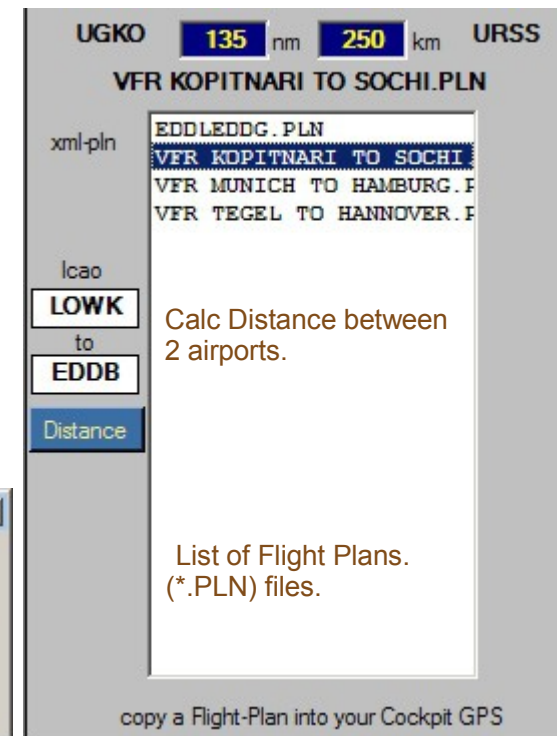 UGKO 135 nm 250 km URSS
VFR KOPITNARI TO SOCHI.PLN
xml-pln
EDDLEDDG.PLN
VFR KOPITNARI TO SOCHI
VFR MUNICH TO HAMBURG.P
VFR TEGEL TO HANNOVER.P
Icao
LOWK
to
EDDB
Distance
Calc Distance between
2 airports.
List of Flight Plans.
(*.PLN) files.
copy a Flight-Plan into your Cockpit GPS